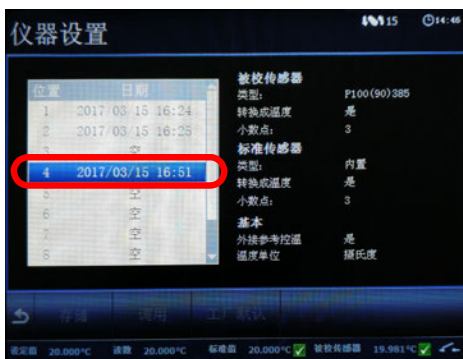 仪器设置
15 14:46
位置 日期
1 2017/03/15 16:24
2 2017/03/15 16:25
3 空
4 2017/03/15 16:51
5 空
6 空
7 空
8 空
被校传感器
类型: P100(90)385
转换成温度 是
小数点: 3
标准传感器
类型: 内置
转换成温度 是
小数点: 3
基本
外接参考控温 是
温度单位 摄氏度
存储 调用 工厂默认
设定值 20.000°C 读数 20.000°C 标准值 20.000°C 被校传感器 19.981°C